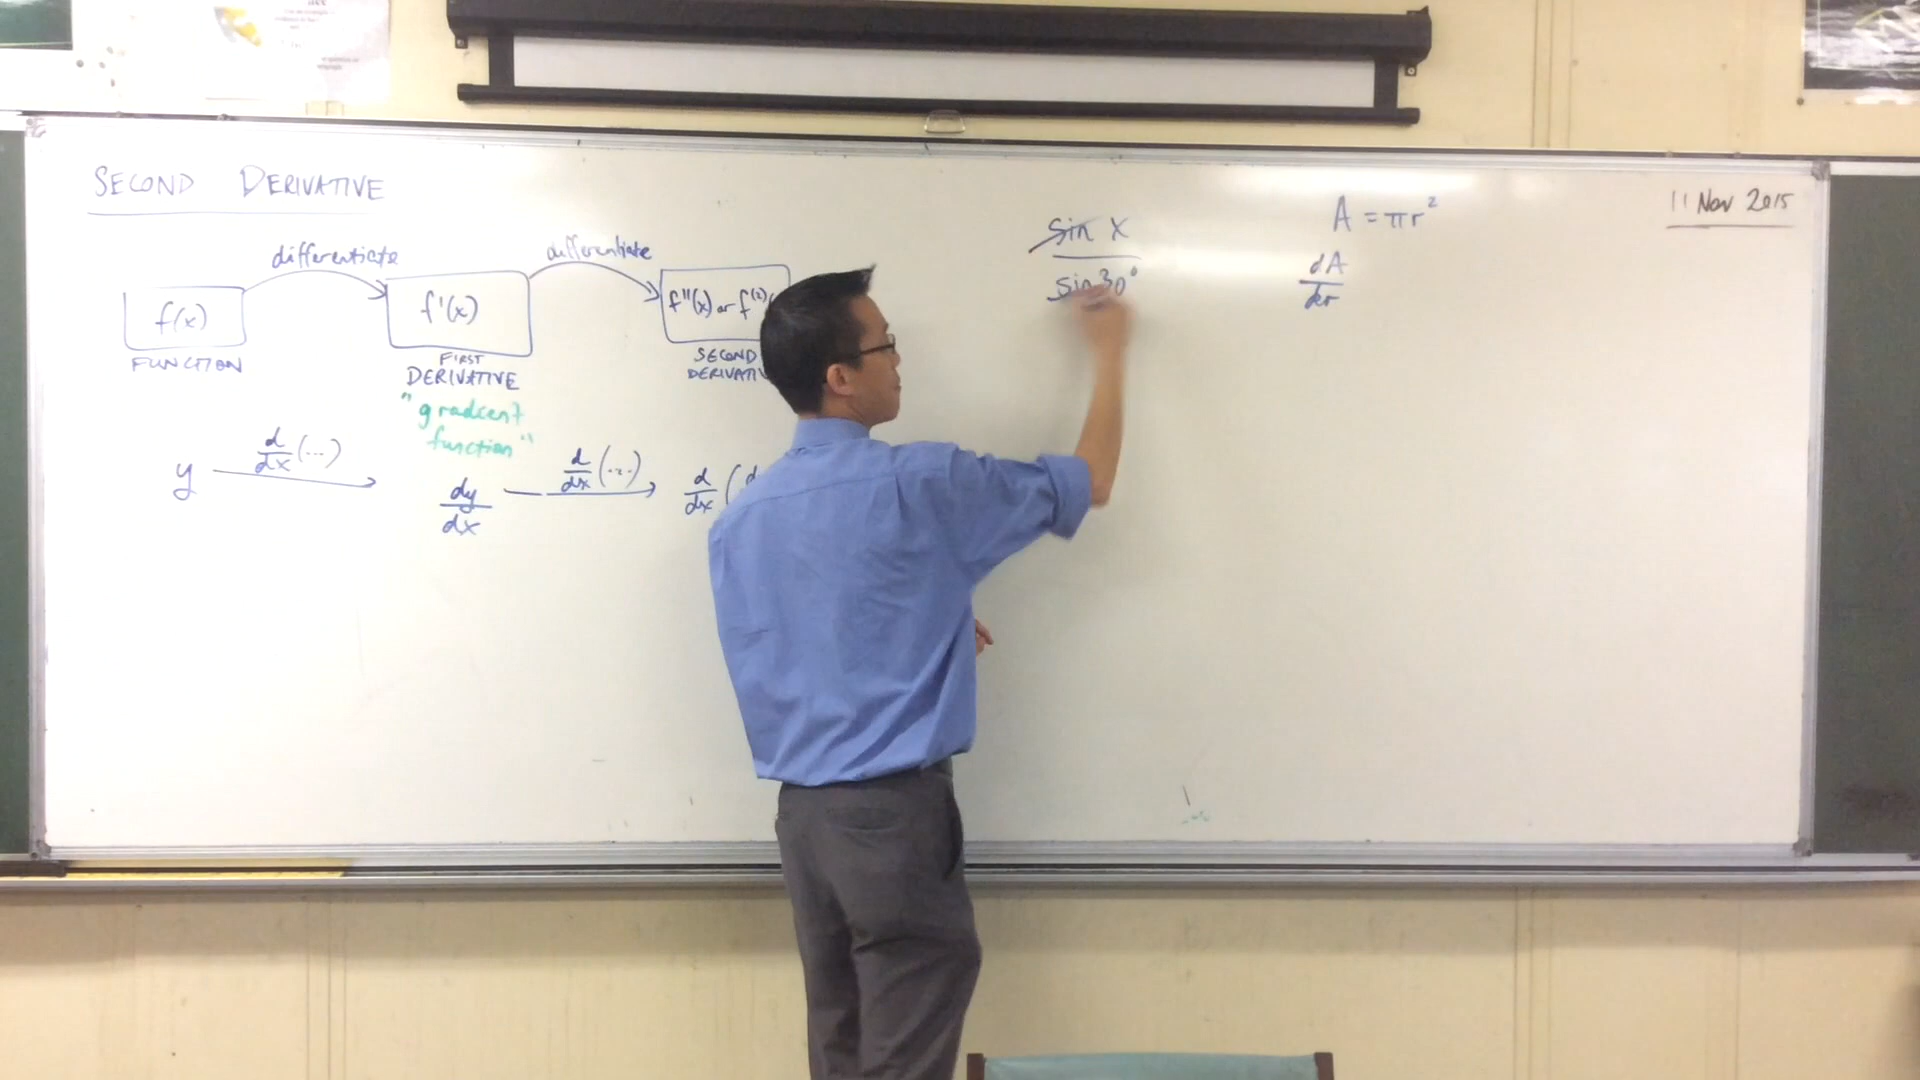 SECOND DERIVATIVE
11 Nov 2015
differentiate differentiate
f(x) f'(x) f''(x) or f⁽²⁾
FUNCTION FIRST DERIVATIVE SECOND
"gradient function"
y d/dx (...) dy/dx d/dx (...) d/dx (
sin x / sin 30°
A = πr²
dA/dr